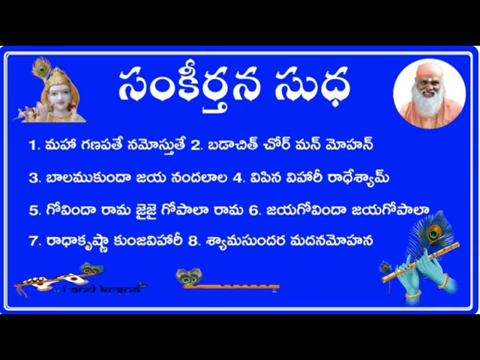 సంకీర్తన సుధ
1. మహా గణపతే నమోస్తుతే 2. బడాచిత్ చోర్ మన్ మోహన్
3. బాలముకుందా జయ నందలాల 4. విపిన విహారీ రాధేశ్యామ్
5. గోవిందా రామ జైజై గోపాలా రామ 6. జయగోవిందా జయగోపాలా
7. రాధాకృష్ణా కుంజవిహారీ 8. శ్యామసుందర మదనమోహన